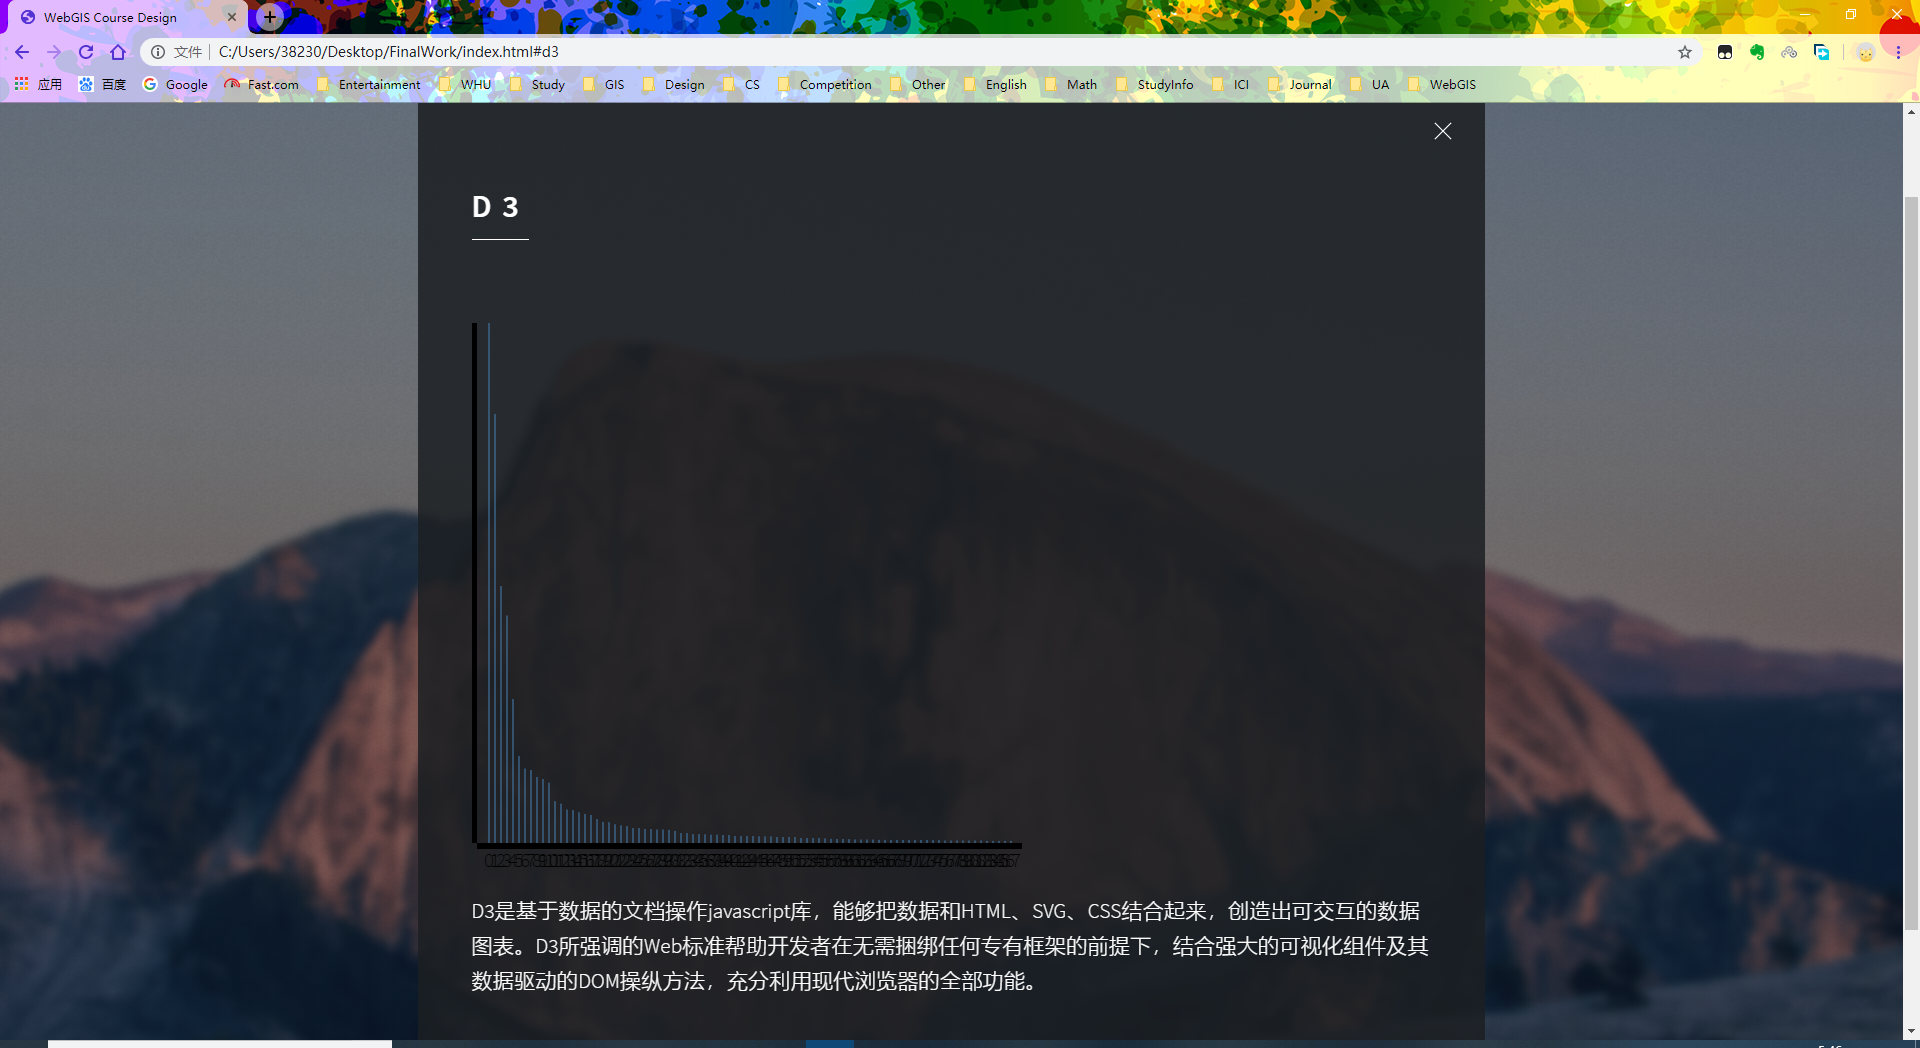 WebGIS Course Design
文件 C:/Users/38230/Desktop/FinalWork/index.html#d3
应用 百度 Google Fast.com Entertainment WHU Study GIS Design CS Competition Other English Math StudyInfo ICI Journal UA WebGIS
D 3
D3是基于数据的文档操作javascript库，能够把数据和HTML、SVG、CSS结合起来，创造出可交互的数据
图表。D3所强调的Web标准帮助开发者在无需捆绑任何专有框架的前提下，结合强大的可视化组件及其
数据驱动的DOM操纵方法，充分利用现代浏览器的全部功能。